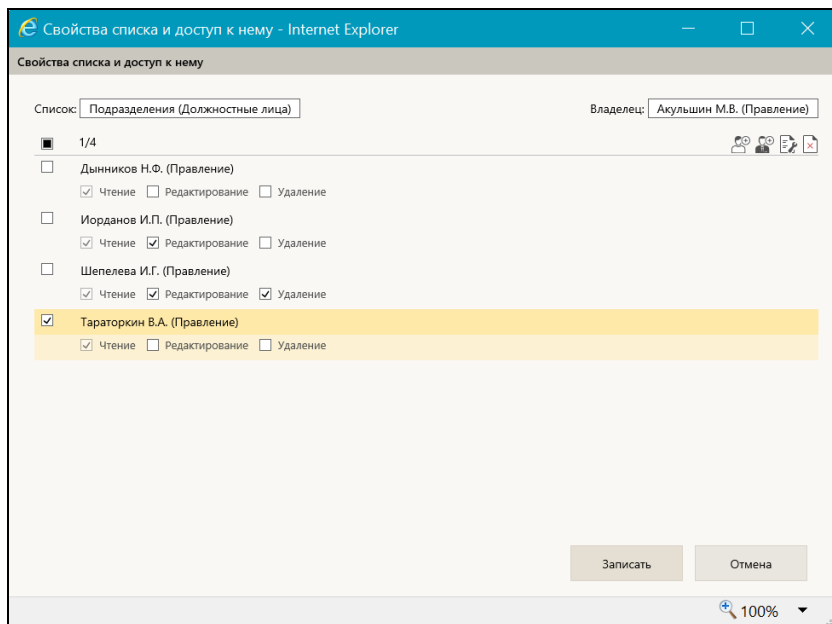 Свойства списка и доступ к нему - Internet Explorer
Свойства списка и доступ к нему
Список: Подразделения (Должностные лица) Владелец: Акульшин М.В. (Правление)
1/4
Дынников Н.Ф. (Правление)
Чтение Редактирование Удаление
Иорданов И.П. (Правление)
Чтение Редактирование Удаление
Шепелева И.Г. (Правление)
Чтение Редактирование Удаление
Тараторкин В.А. (Правление)
Чтение Редактирование Удаление
Записать Отмена
100%